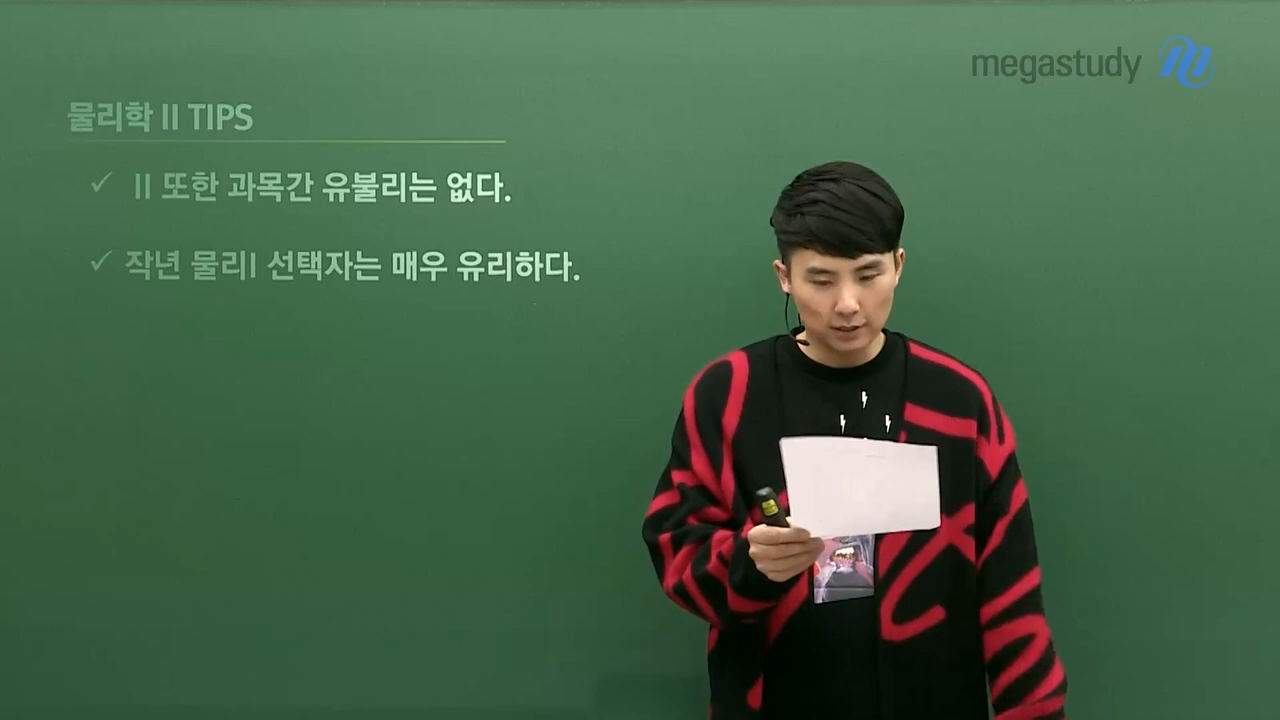 megastudy
물리학 II TIPS
✓ II 또한 과목간 유불리는 없다.
✓ 작년 물리I 선택자는 매우 유리하다.